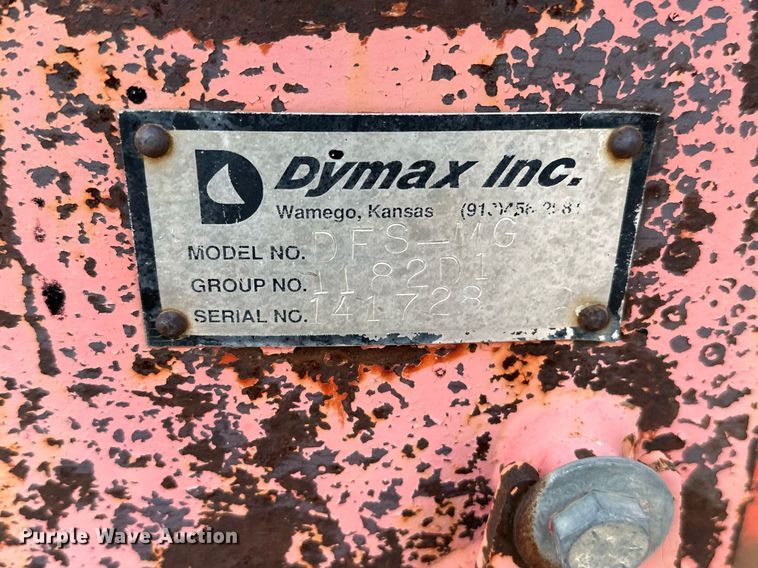 Dymax Inc.
Wamego, Kansas
MODEL NO. DFS-MG
GROUP NO. 1182D1
SERIAL NO. 141728
Purple Wave Auction